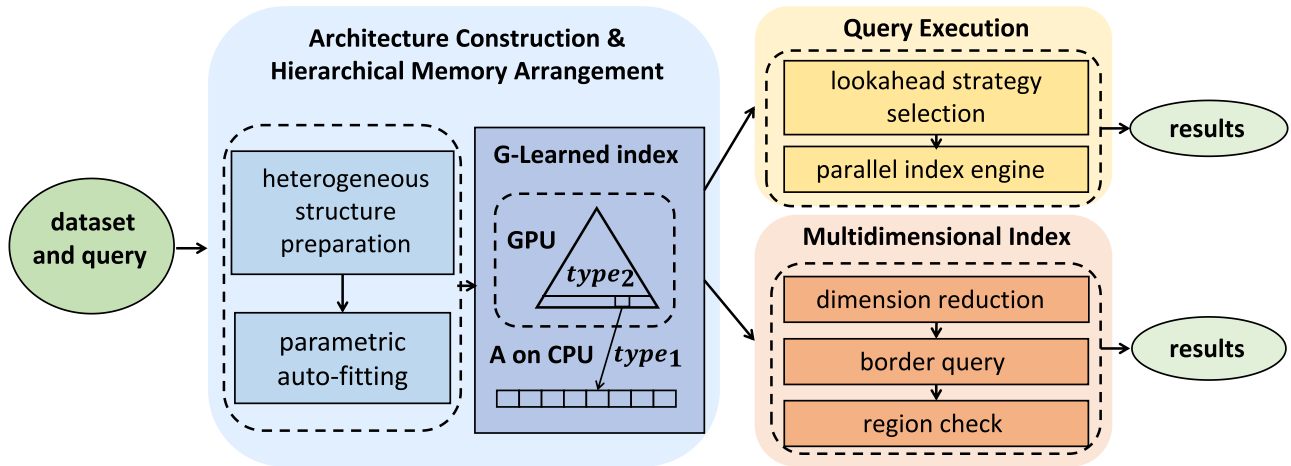 dataset
and query
Architecture Construction &
Hierarchical Memory Arrangement
heterogeneous
structure
preparation
parametric
auto-fitting
G-Learned index
GPU
type₂
A on CPU
type₁
Query Execution
lookahead strategy
selection
parallel index engine
results
Multidimensional Index
dimension reduction
border query
region check
results